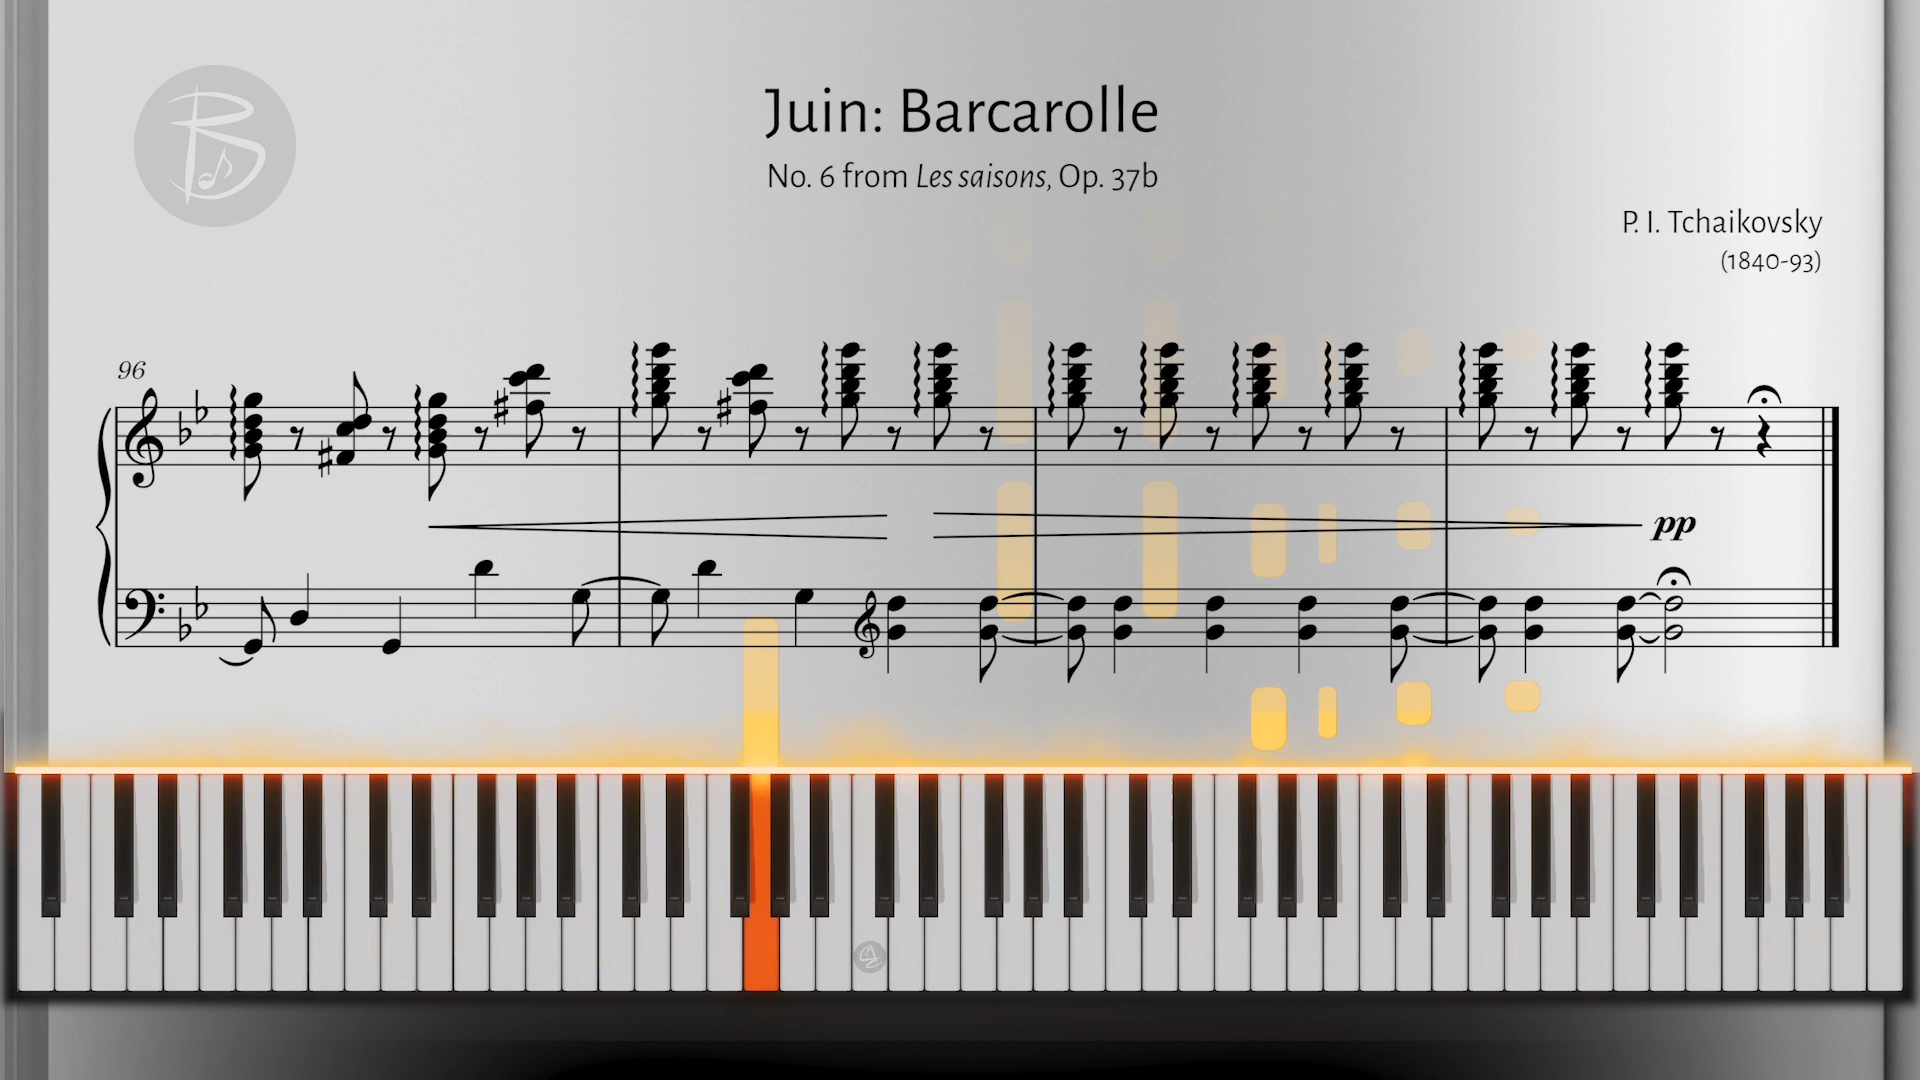 Juin: Barcarolle
No. 6 from Les saisons, Op. 37b
P. I. Tchaikovsky
(1840-93)
96
pp